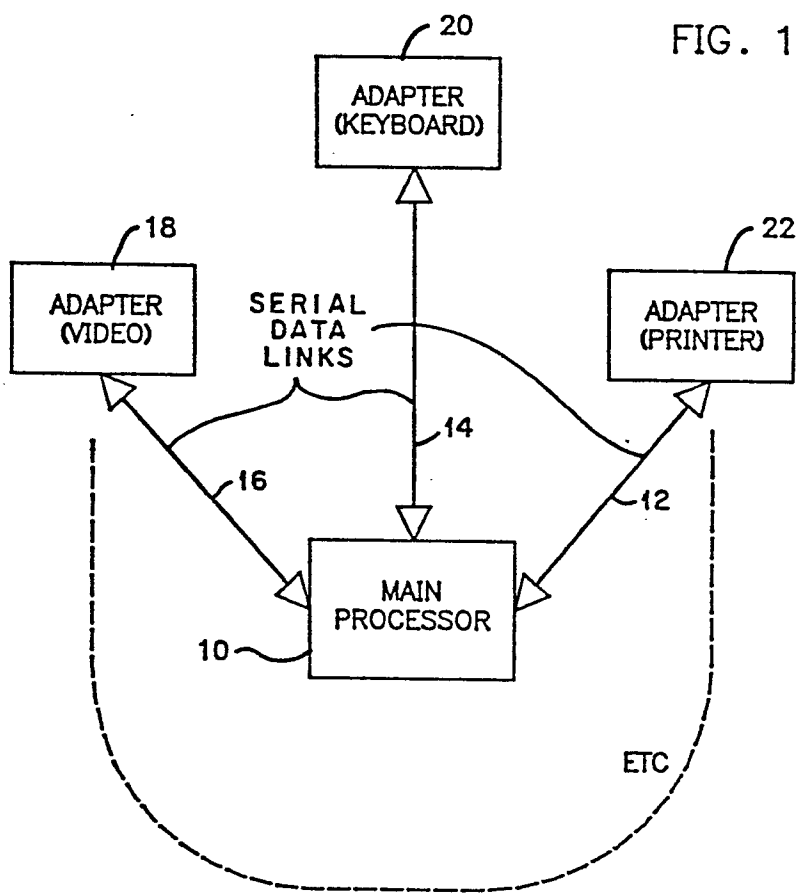 FIG. 1
20
ADAPTER
(KEYBOARD)
18
ADAPTER
(VIDEO)
22
ADAPTER
(PRINTER)
SERIAL
DATA
LINKS
14
16
12
MAIN
PROCESSOR
10
ETC